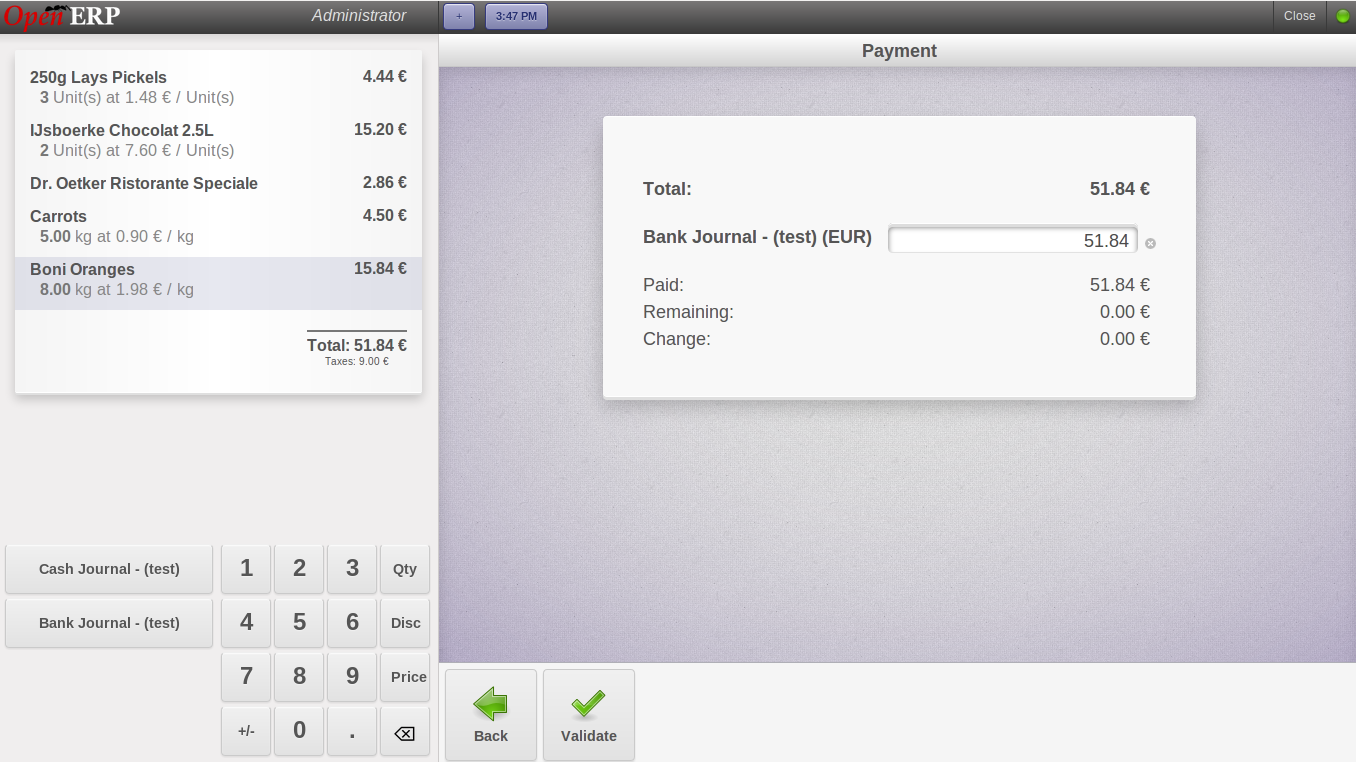 Open ERP
Administrator
+
3:47 PM
Close
250g Lays Pickels 4.44 €
3 Unit(s) at 1.48 € / Unit(s)
IJsboerke Chocolat 2.5L 15.20 €
2 Unit(s) at 7.60 € / Unit(s)
Dr. Oetker Ristorante Speciale 2.86 €
Carrots 4.50 €
5.00 kg at 0.90 € / kg
Boni Oranges 15.84 €
8.00 kg at 1.98 € / kg
Total: 51.84 €
Taxes: 9.00 €
Cash Journal - (test)
Bank Journal - (test)
1 2 3 Qty
4 5 6 Disc
7 8 9 Price
+/- 0 .
Payment
Total: 51.84 €
Bank Journal - (test) (EUR) 51.84
Paid: 51.84 €
Remaining: 0.00 €
Change: 0.00 €
Back
Validate